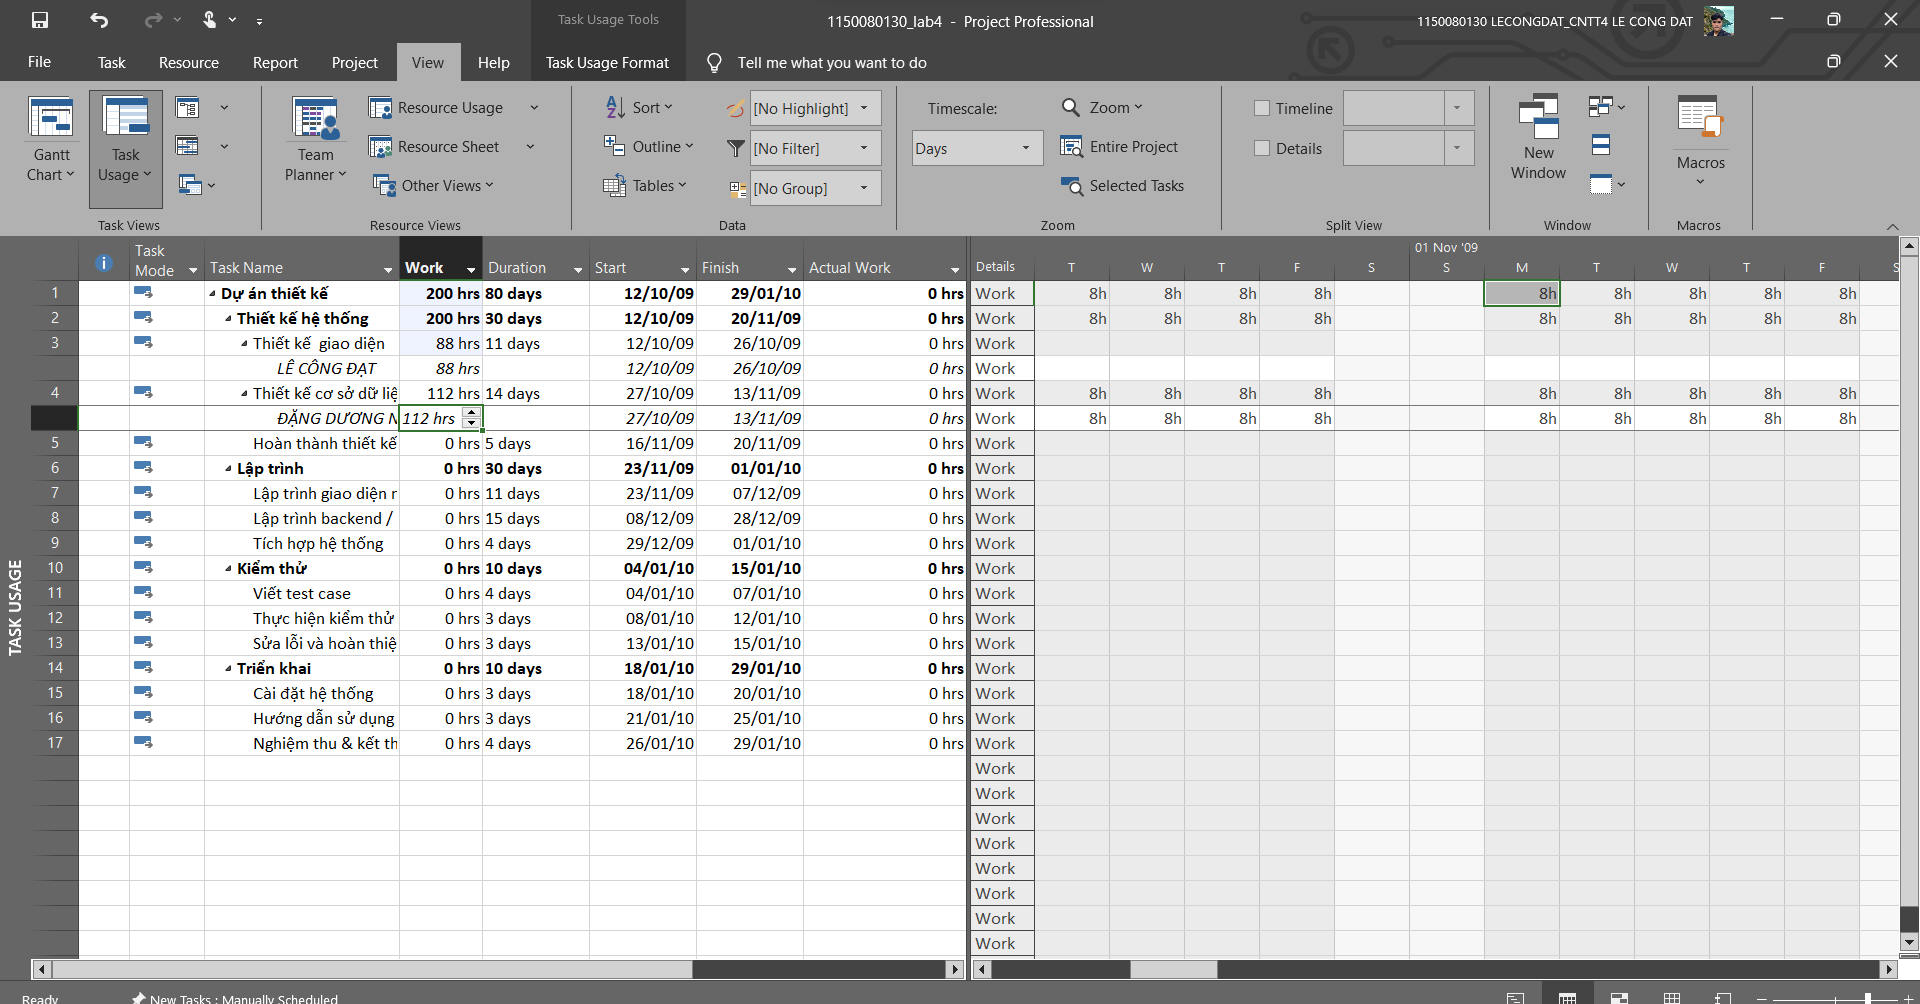 Task Usage Tools
1150080130_lab4 - Project Professional
1150080130 LECONGDAT_CNTT4 LE CONG DAT
File Task Resource Report Project View Help Task Usage Format Tell me what you want to do
Gantt Chart
Task Usage
Task Views
Team Planner
Resource Usage
Resource Sheet
Other Views
Resource Views
Sort
Outline
Tables
[No Highlight]
[No Filter]
[No Group]
Data
Timescale:
Days
Zoom
Entire Project
Selected Tasks
Zoom
Timeline
Details
Split View
New Window
Window
Macros
Macros
TASK USAGE
Task Mode Task Name Work Duration Start Finish Actual Work
Details 01 Nov '09
T W T F S S M T W T F S
1 Dự án thiết kế 200 hrs 80 days 12/10/09 29/01/10 0 hrs Work 8h 8h 8h 8h 8h 8h 8h 8h 8h
2 Thiết kế hệ thống 200 hrs 30 days 12/10/09 20/11/09 0 hrs Work 8h 8h 8h 8h 8h 8h 8h 8h 8h
3 Thiết kế giao diện 88 hrs 11 days 12/10/09 26/10/09 0 hrs Work
LÊ CÔNG ĐẠT 88 hrs 12/10/09 26/10/09 0 hrs Work
4 Thiết kế cơ sở dữ liệ 112 hrs 14 days 27/10/09 13/11/09 0 hrs Work 8h 8h 8h 8h 8h 8h 8h 8h 8h
ĐẶNG DƯƠNG N 112 hrs 27/10/09 13/11/09 0 hrs Work 8h 8h 8h 8h 8h 8h 8h 8h 8h
5 Hoàn thành thiết kế 0 hrs 5 days 16/11/09 20/11/09 0 hrs Work
6 Lập trình 0 hrs 30 days 23/11/09 01/01/10 0 hrs Work
7 Lập trình giao diện 0 hrs 11 days 23/11/09 07/12/09 0 hrs Work
8 Lập trình backend / 0 hrs 15 days 08/12/09 28/12/09 0 hrs Work
9 Tích hợp hệ thống 0 hrs 4 days 29/12/09 01/01/10 0 hrs Work
10 Kiểm thử 0 hrs 10 days 04/01/10 15/01/10 0 hrs Work
11 Viết test case 0 hrs 4 days 04/01/10 07/01/10 0 hrs Work
12 Thực hiện kiểm thử 0 hrs 3 days 08/01/10 12/01/10 0 hrs Work
13 Sửa lỗi và hoàn thiệ 0 hrs 3 days 13/01/10 15/01/10 0 hrs Work
14 Triển khai 0 hrs 10 days 18/01/10 29/01/10 0 hrs Work
15 Cài đặt hệ thống 0 hrs 3 days 18/01/10 20/01/10 0 hrs Work
16 Hướng dẫn sử dụng 0 hrs 3 days 21/01/10 25/01/10 0 hrs Work
17 Nghiệm thu & kết th 0 hrs 4 days 26/01/10 29/01/10 0 hrs Work
Work
Work
Work
Work
Work
Work
Work
Work
Ready New Tasks : Manually Scheduled